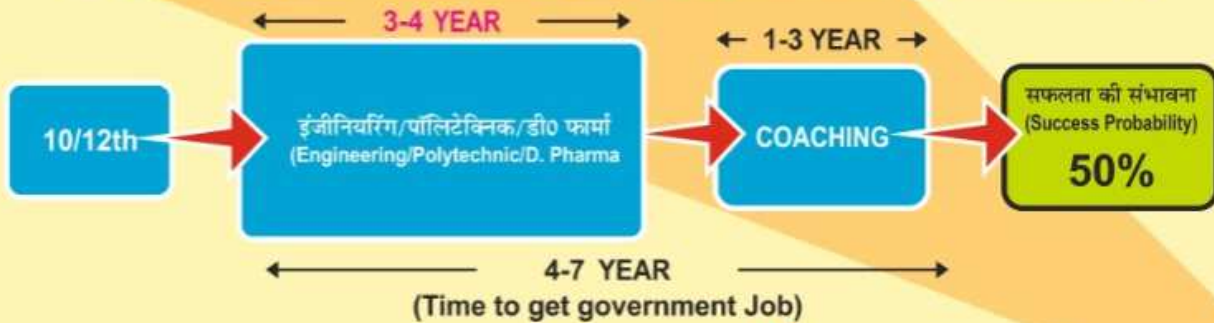 3-4 YEAR
1-3 YEAR
10/12th
इंजीनियरिंग/पॉलिटेक्निक/डी0 फार्मा
(Engineering/Polytechnic/D. Pharma
COACHING
सफलता की संभावना
(Success Probability)
50%
4-7 YEAR
(Time to get government Job)